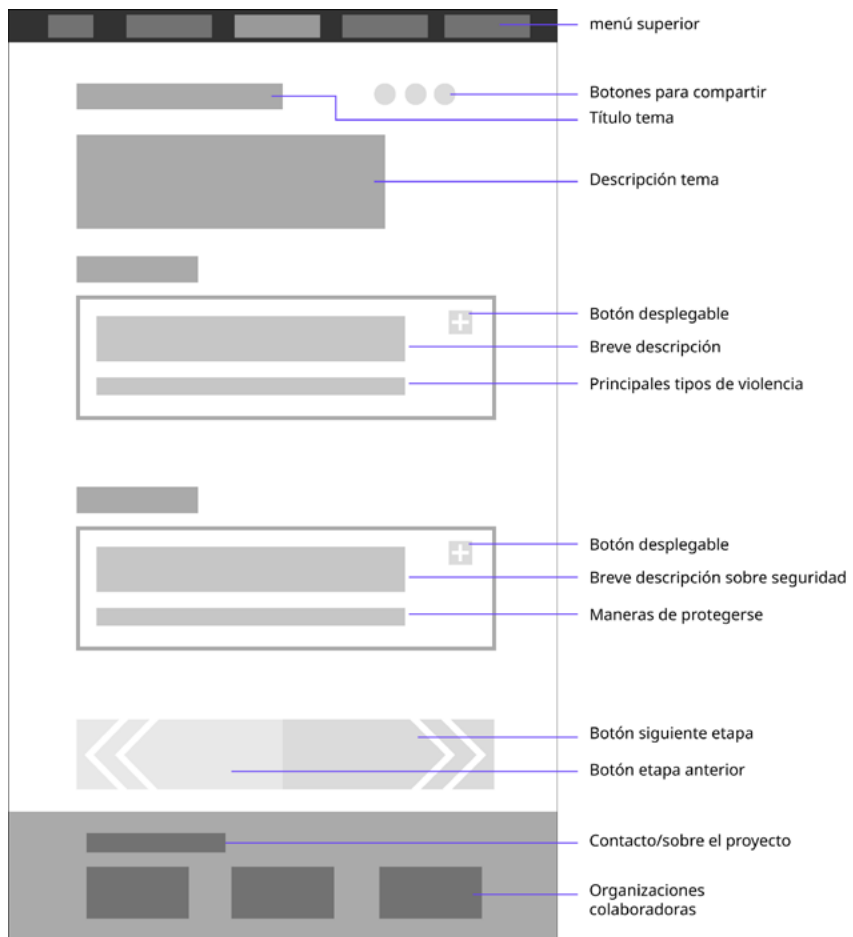 menú superior
Botones para compartir
Título tema
Descripción tema
Botón desplegable
Breve descripción
Principales tipos de violencia
Botón desplegable
Breve descripción sobre seguridad
Maneras de protegerse
Botón siguiente etapa
Botón etapa anterior
Contacto/sobre el proyecto
Organizaciones
colaboradoras